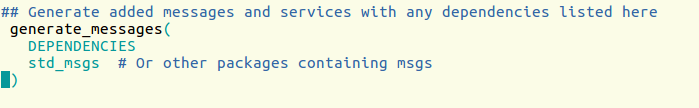 ## Generate added messages and services with any dependencies listed here
generate_messages(
DEPENDENCIES
std_msgs # Or other packages containing msgs
)